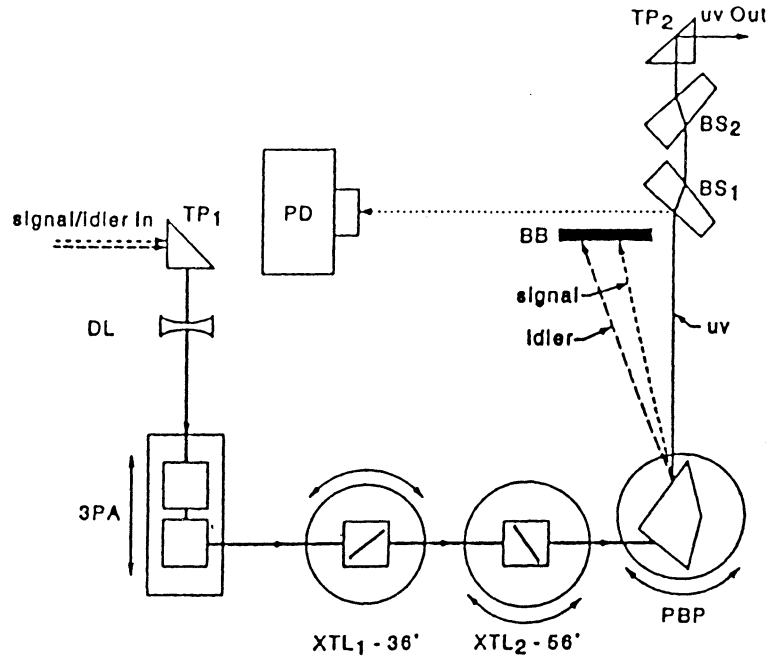 TP2
uv Out
BS2
BS1
TP1
signal/idler In
PD
BB
signal
idler
uv
DL
3PA
XTL1 - 36°
XTL2 - 56°
PBP